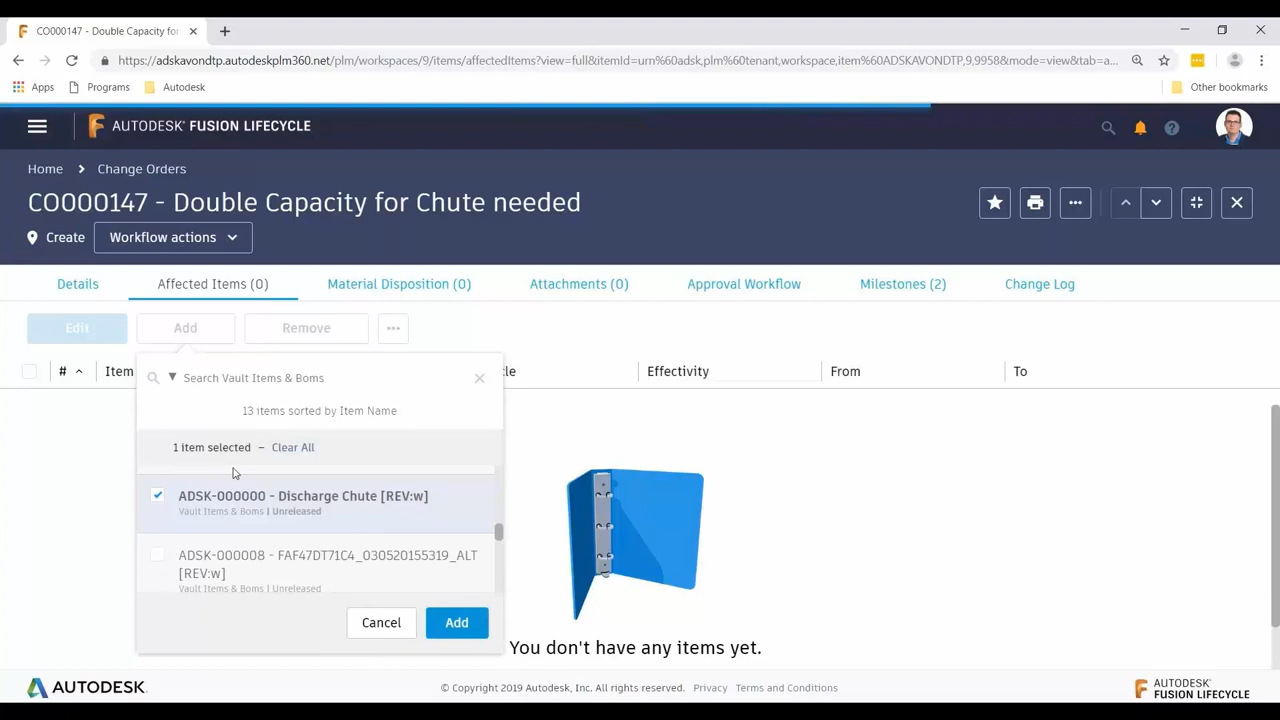 CO000147 - Double Capacity for
https://adskavondtp.autodeskplm360.net/plm/workspaces/9/items/affectedItems?view=full&itemId=urn%60adsk,plm%60tenant,workspace,item%60ADSKAVONDTP,9,9958&mode=view&tab=a...
Apps Programs Autodesk Other bookmarks
AUTODESK® FUSION LIFECYCLE
Home Change Orders
CO000147 - Double Capacity for Chute needed
Create Workflow actions
Details Affected Items (0) Material Disposition (0) Attachments (0) Approval Workflow Milestones (2) Change Log
Edit Add Remove
# Item Effectivity From To
Search Vault Items & Boms
13 items sorted by Item Name
1 item selected – Clear All
ADSK-000000 - Discharge Chute [REV:w]
Vault Items & Boms | Unreleased
ADSK-000008 - FAF47DT71C4_030520155319_ALT
[REV:w]
Vault Items & Boms | Unreleased
Cancel Add
You don't have any items yet.
AUTODESK. © Copyright 2019 Autodesk, Inc. All rights reserved. Privacy Terms and Conditions AUTODESK®
FUSION LIFECYCLE